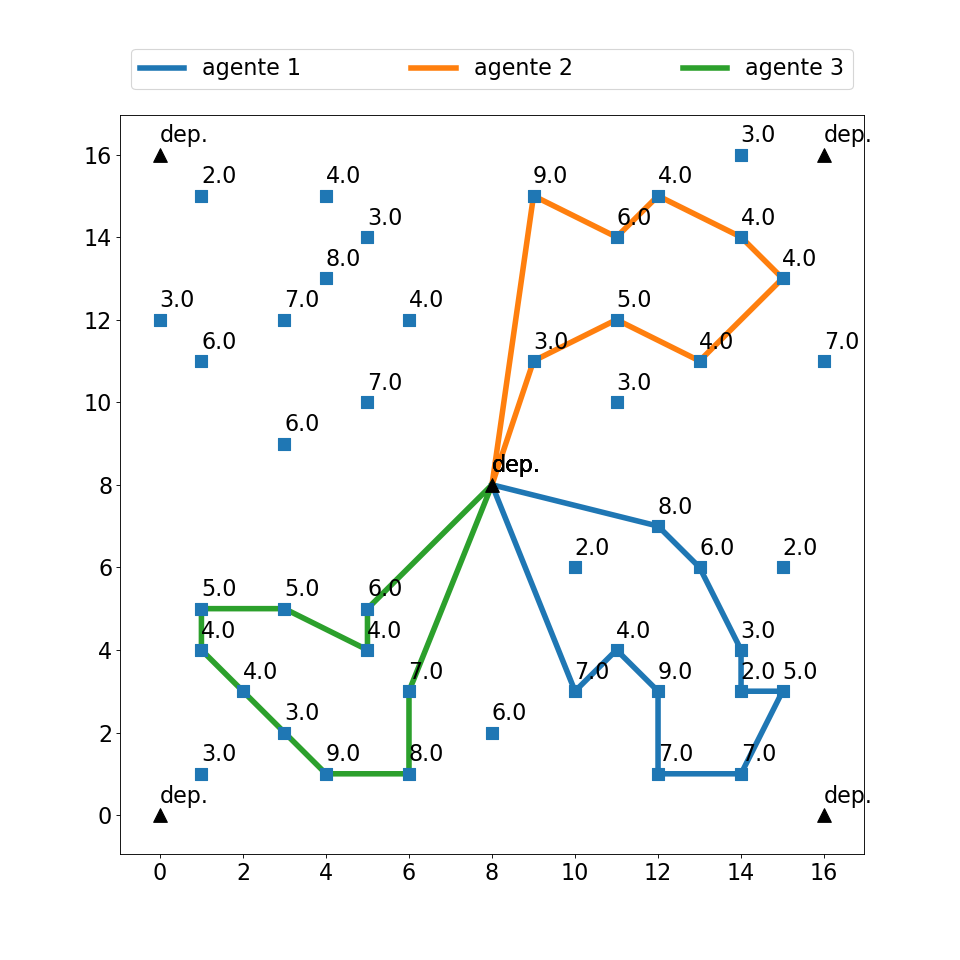 agente 1 agente 2 agente 3
dep. 3.0 dep.
16
2.0 4.0 9.0 4.0
3.0 6.0 4.0
14
8.0 4.0
3.0 7.0 4.0 5.0
12
6.0 3.0 4.0 7.0
7.0 3.0
10
6.0
dep.
8
8.0
2.0 6.0 2.0
6
5.0 5.0 6.0
4.0 4.0 4.0 3.0
4
4.0 7.0 7.0 9.0 2.0 5.0
3.0 6.0
2
3.0 9.0 8.0 7.0 7.0
dep. dep.
0
0 2 4 6 8 10 12 14 16